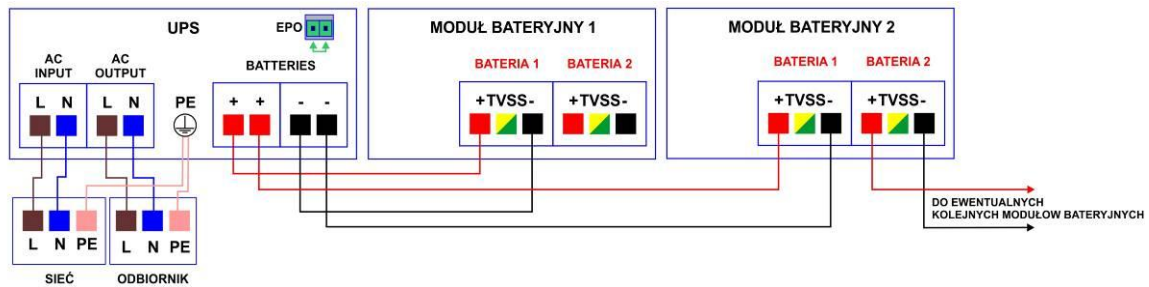 UPS
EPO
AC
INPUT
AC
OUTPUT
BATTERIES
L N
L N
PE
+ + - -
MODUŁ BATERYJNY 1
BATERIA 1
BATERIA 2
+TVSS-
+TVSS-
MODUŁ BATERYJNY 2
BATERIA 1
BATERIA 2
+TVSS-
+TVSS-
DO EWENTUALNYCH
KOLEJNYCH MODUŁOW BATERYJNYCH
L N PE
L N PE
SIEĆ
ODBIORNIK